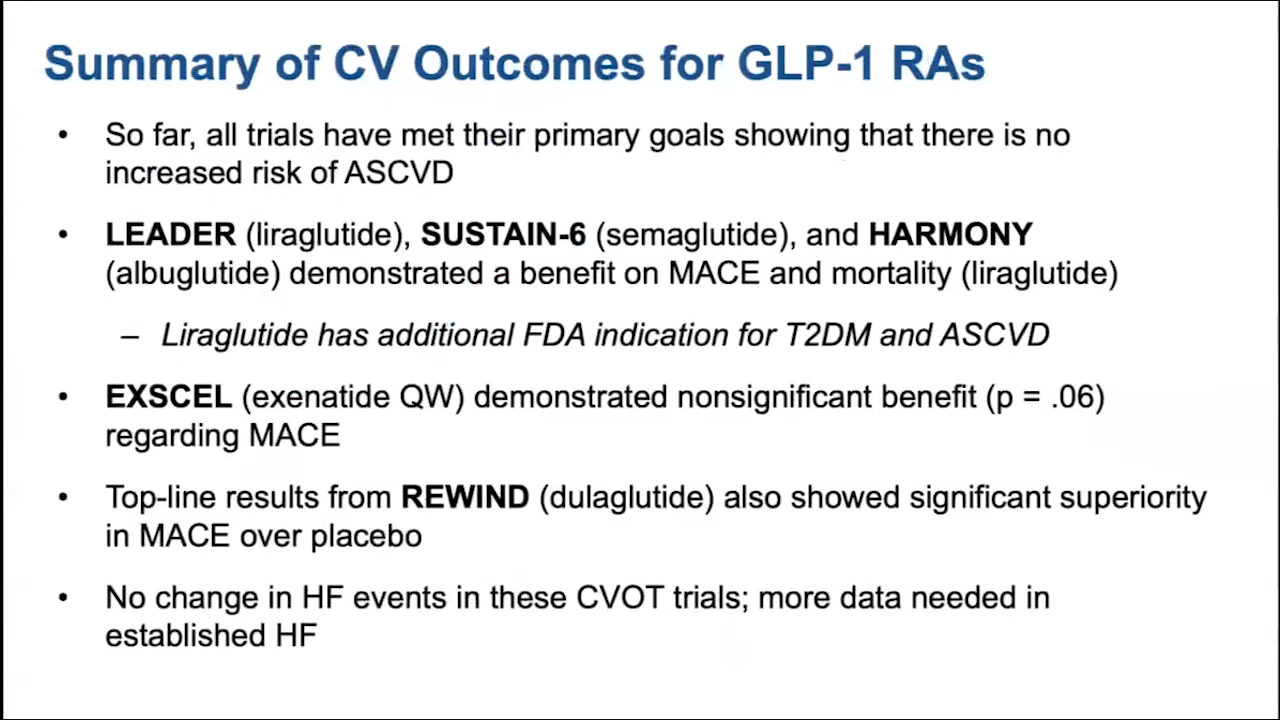 Summary of CV Outcomes for GLP-1 RAs
• So far, all trials have met their primary goals showing that there is no
increased risk of ASCVD
• LEADER (liraglutide), SUSTAIN-6 (semaglutide), and HARMONY
(albuglutide) demonstrated a benefit on MACE and mortality (liraglutide)
– Liraglutide has additional FDA indication for T2DM and ASCVD
• EXSCEL (exenatide QW) demonstrated nonsignificant benefit (p = .06)
regarding MACE
• Top-line results from REWIND (dulaglutide) also showed significant superiority
in MACE over placebo
• No change in HF events in these CVOT trials; more data needed in
established HF